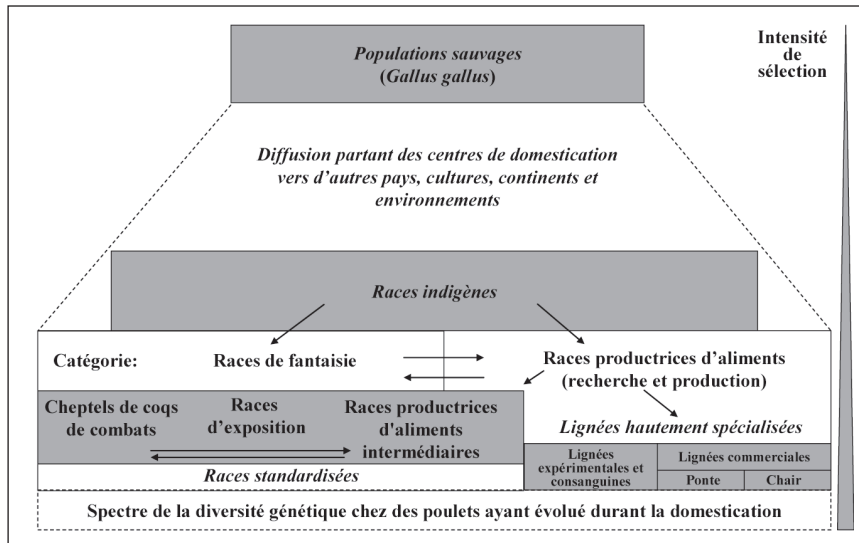 Populations sauvages
(Gallus gallus)
Intensité
de
sélection
Diffusion partant des centres de domestication
vers d'autres pays, cultures, continents et
environnements
Races indigènes
Catégorie:
Races de fantaisie
Races productrices d'aliments
(recherche et production)
Cheptels de coqs
de combats
Races
d'exposition
Races productrices
d'aliments
intermédiaires
Lignées hautement spécialisées
Races standardisées
Lignées
expérimentales et
consanguines
Lignées commerciales
Ponte
Chair
Spectre de la diversité génétique chez des poulets ayant évolué durant la domestication